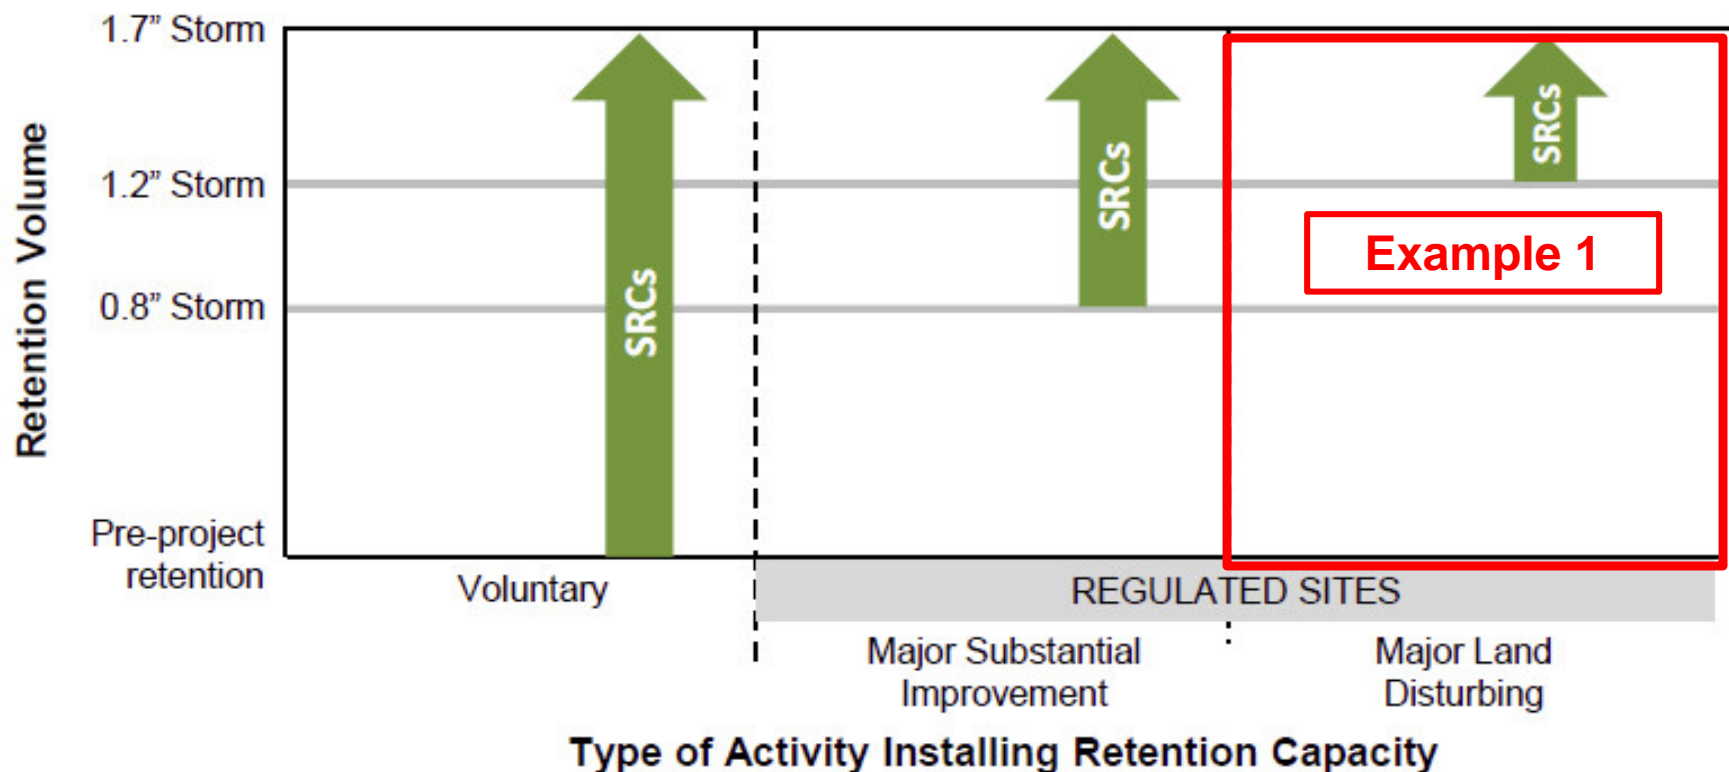 1.7” Storm
1.2” Storm
0.8” Storm
Pre-project
retention
Retention Volume
SRCs
SRCs
SRCs
Example 1
Voluntary
REGULATED SITES
Major Substantial
Improvement
Major Land
Disturbing
Type of Activity Installing Retention Capacity